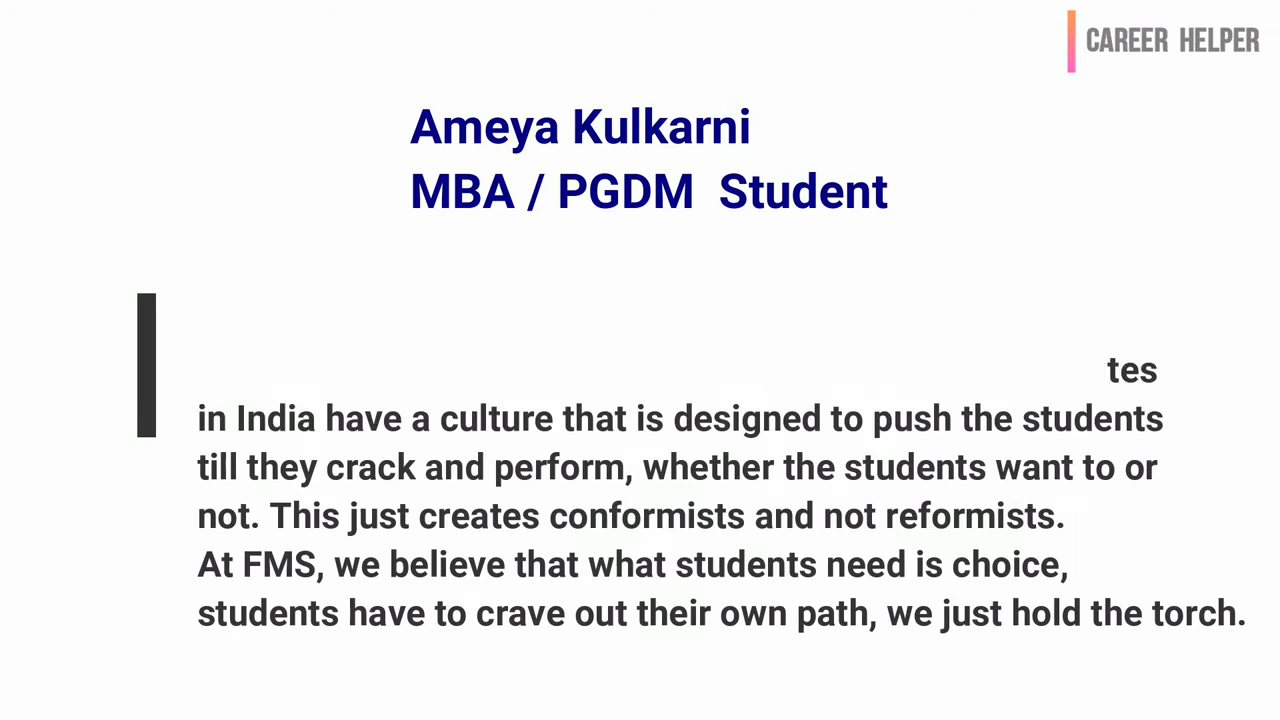 CAREER HELPER
Ameya Kulkarni
MBA / PGDM Student
tes
in India have a culture that is designed to push the students
till they crack and perform, whether the students want to or
not. This just creates conformists and not reformists.
At FMS, we believe that what students need is choice,
students have to crave out their own path, we just hold the torch.